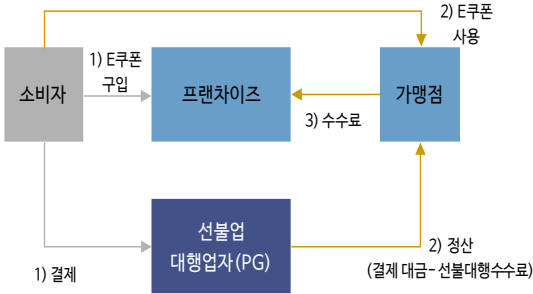 2) E쿠폰
사용
1) E쿠폰
구입
소비자
프랜차이즈
가맹점
3) 수수료
선불업
대행업자(PG)
1) 결제
2) 정산
(결제 대금-선불대행수수료)